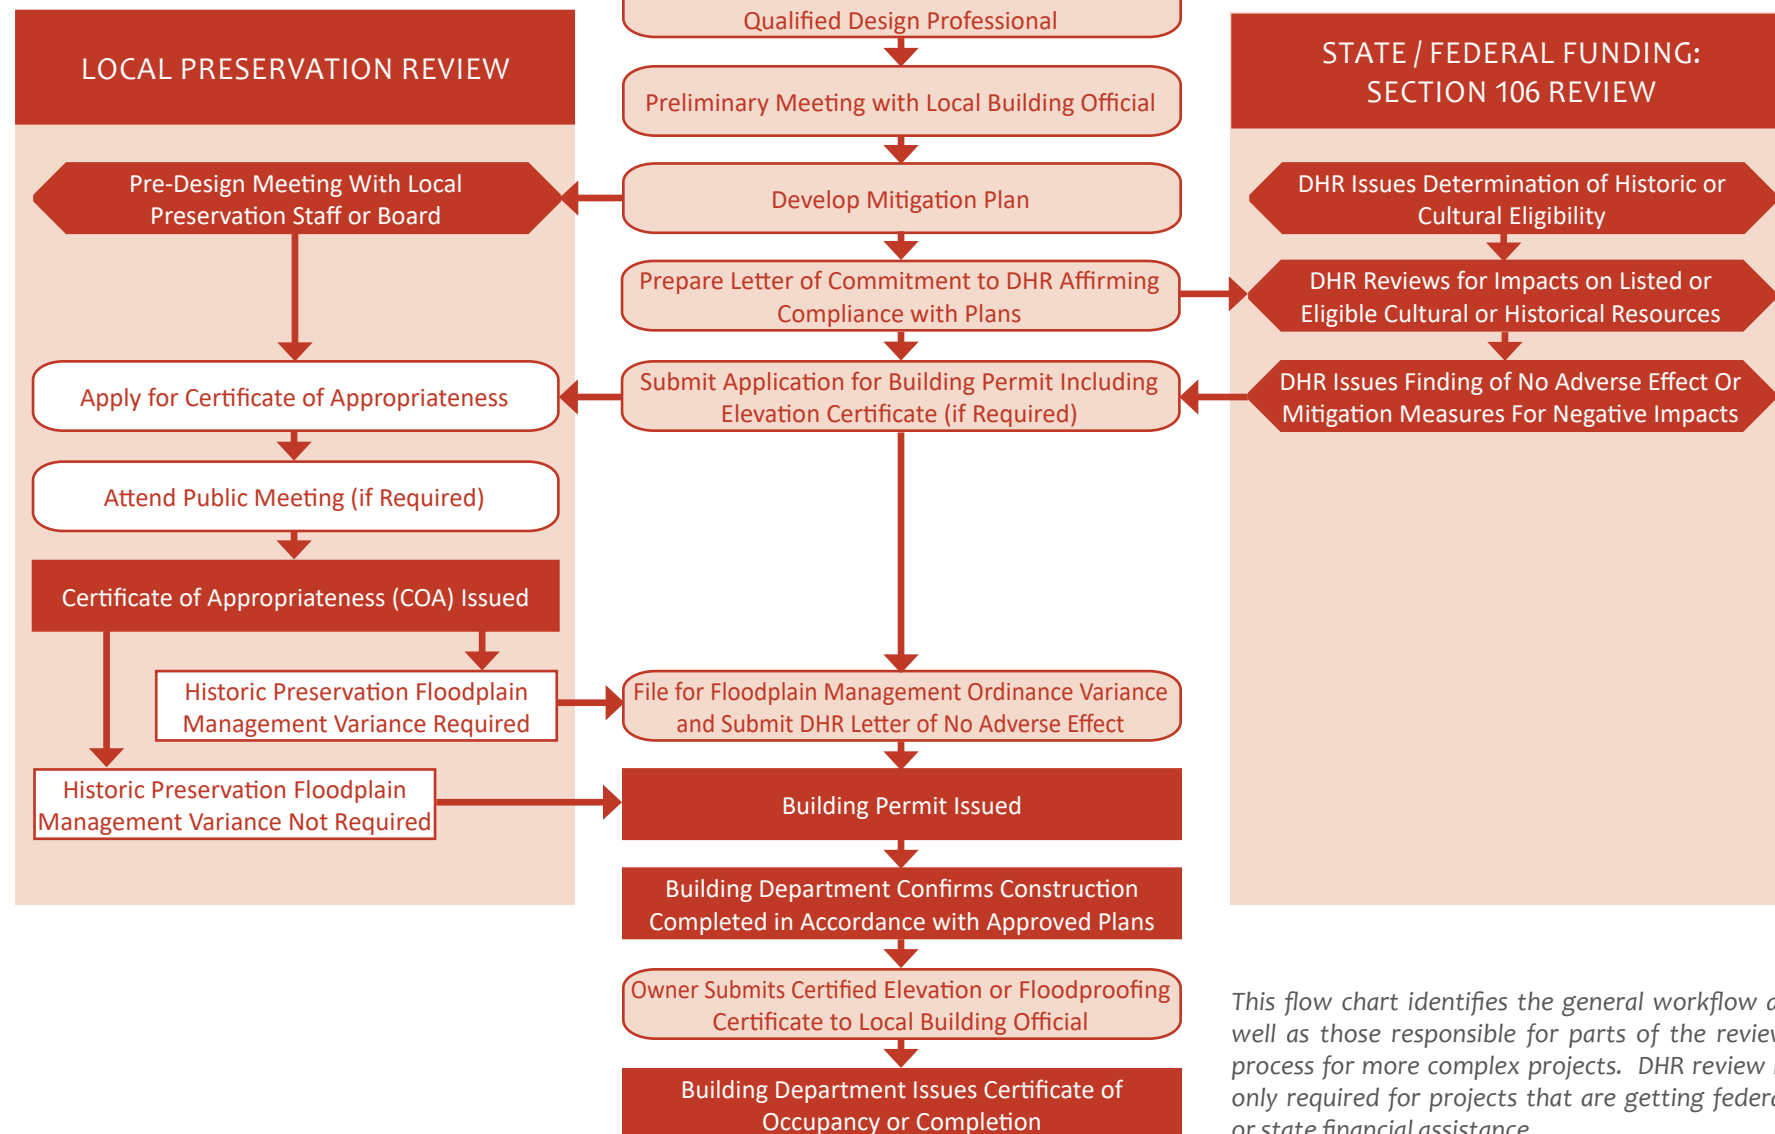 Qualified Design Professional
LOCAL PRESERVATION REVIEW
STATE / FEDERAL FUNDING:
SECTION 106 REVIEW
Preliminary Meeting with Local Building Official
Pre-Design Meeting With Local
Preservation Staff or Board
Develop Mitigation Plan
DHR Issues Determination of Historic or
Cultural Eligibility
Prepare Letter of Commitment to DHR Affirming
Compliance with Plans
DHR Reviews for Impacts on Listed or
Eligible Cultural or Historical Resources
Apply for Certificate of Appropriateness
Submit Application for Building Permit Including
Elevation Certificate (if Required)
DHR Issues Finding of No Adverse Effect Or
Mitigation Measures For Negative Impacts
Attend Public Meeting (if Required)
Certificate of Appropriateness (COA) Issued
Historic Preservation Floodplain
Management Variance Required
File for Floodplain Management Ordinance Variance
and Submit DHR Letter of No Adverse Effect
Historic Preservation Floodplain
Management Variance Not Required
Building Permit Issued
Building Department Confirms Construction
Completed in Accordance with Approved Plans
Owner Submits Certified Elevation or Floodproofing
Certificate to Local Building Official
Building Department Issues Certificate of
Occupancy or Completion
This flow chart identifies the general workflow
well as those responsible for parts of the review
process for more complex projects. DHR review
only required for projects that are getting federal
or state financial assistance